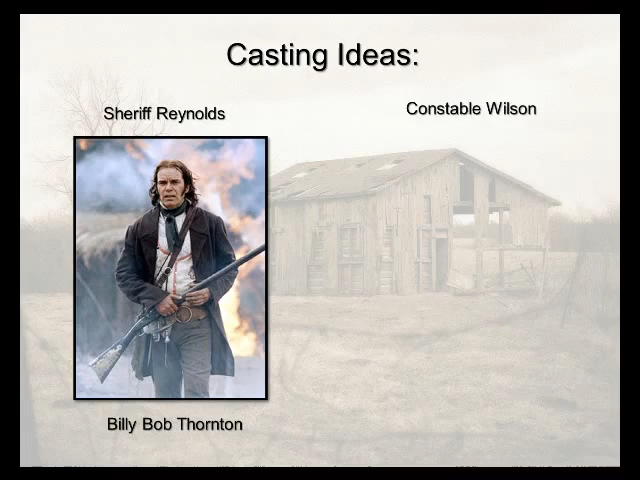 Casting Ideas:
Sheriff Reynolds
Constable Wilson
Billy Bob Thornton